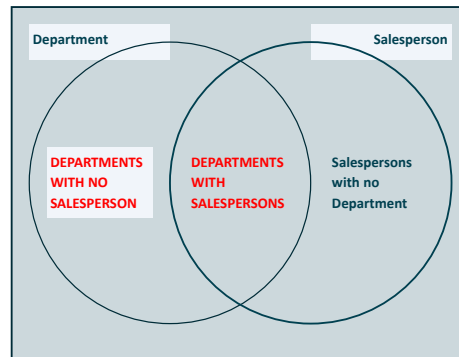 Department
Salesperson
DEPARTMENTS
WITH NO
SALESPERSON
DEPARTMENTS
WITH
SALESPERSONS
Salespersons
with no
Department